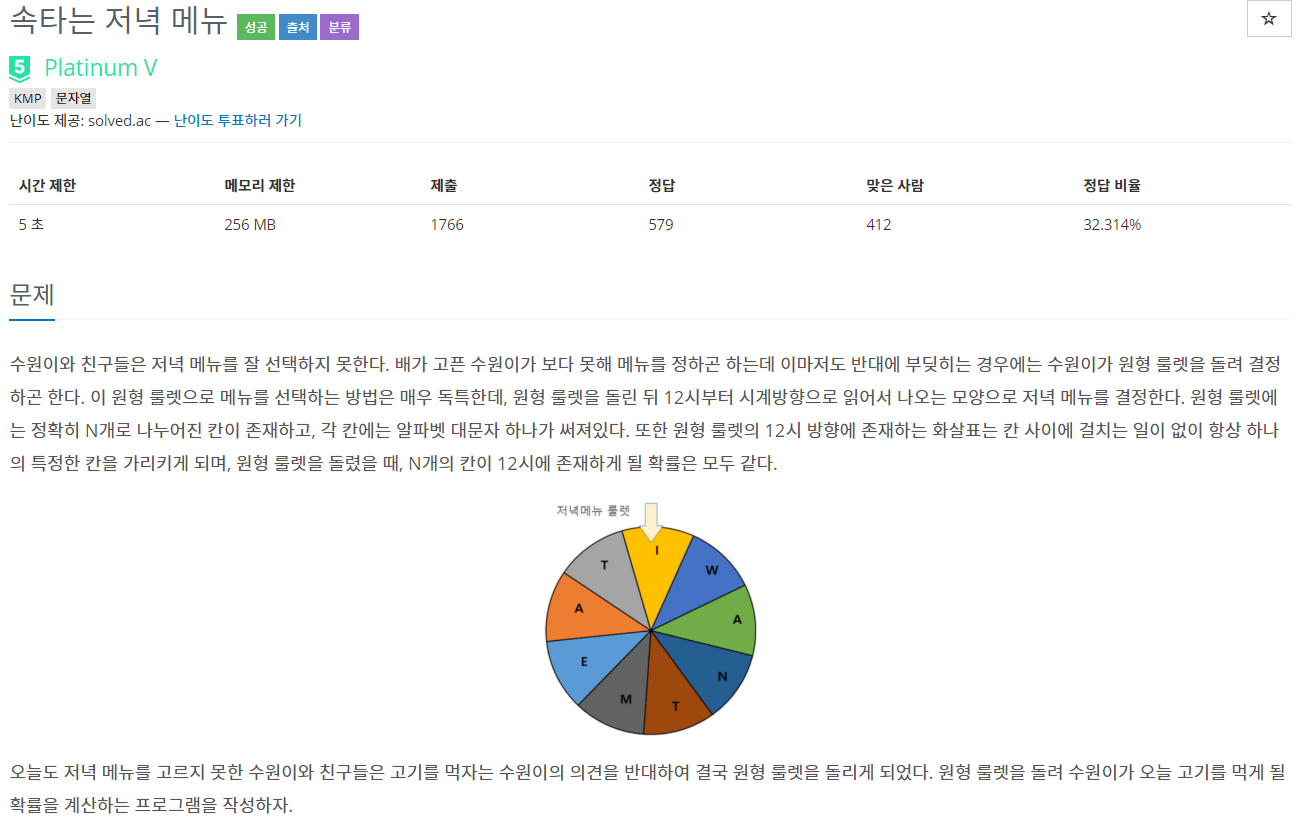 속타는 저녁 메뉴 성공 출처 분류
☆
5 Platinum V
KMP 문자열
난이도 제공: solved.ac — 난이도 투표하러 가기
시간 제한 메모리 제한 제출 정답 맞은 사람 정답 비율
5 초 256 MB 1766 579 412 32.314%
문제
수원이와 친구들은 저녁 메뉴를 잘 선택하지 못한다. 배가 고픈 수원이가 보다 못해 메뉴를 정하곤 하는데 이마저도 반대에 부딪히는 경우에는 수원이가 원형 룰렛을 돌려 결정
하곤 한다. 이 원형 룰렛으로 메뉴를 선택하는 방법은 매우 독특한데, 원형 룰렛을 돌린 뒤 12시부터 시계방향으로 읽어서 나오는 모양으로 저녁 메뉴를 결정한다. 원형 룰렛에
는 정확히 N개로 나누어진 칸이 존재하고, 각 칸에는 알파벳 대문자 하나가 써져있다. 또한 원형 룰렛의 12시 방향에 존재하는 화살표는 칸 사이에 걸치는 일이 없이 항상 하나
의 특정한 칸을 가리키게 되며, 원형 룰렛을 돌렸을 때, N개의 칸이 12시에 존재하게 될 확률은 모두 같다.
저녁메뉴 룰렛
I
W
A
N
T
M
E
A
T
오늘도 저녁 메뉴를 고르지 못한 수원이와 친구들은 고기를 먹자는 수원이의 의견을 반대하여 결국 원형 룰렛을 돌리게 되었다. 원형 룰렛을 돌려 수원이가 오늘 고기를 먹게 될
확률을 계산하는 프로그램을 작성하자.